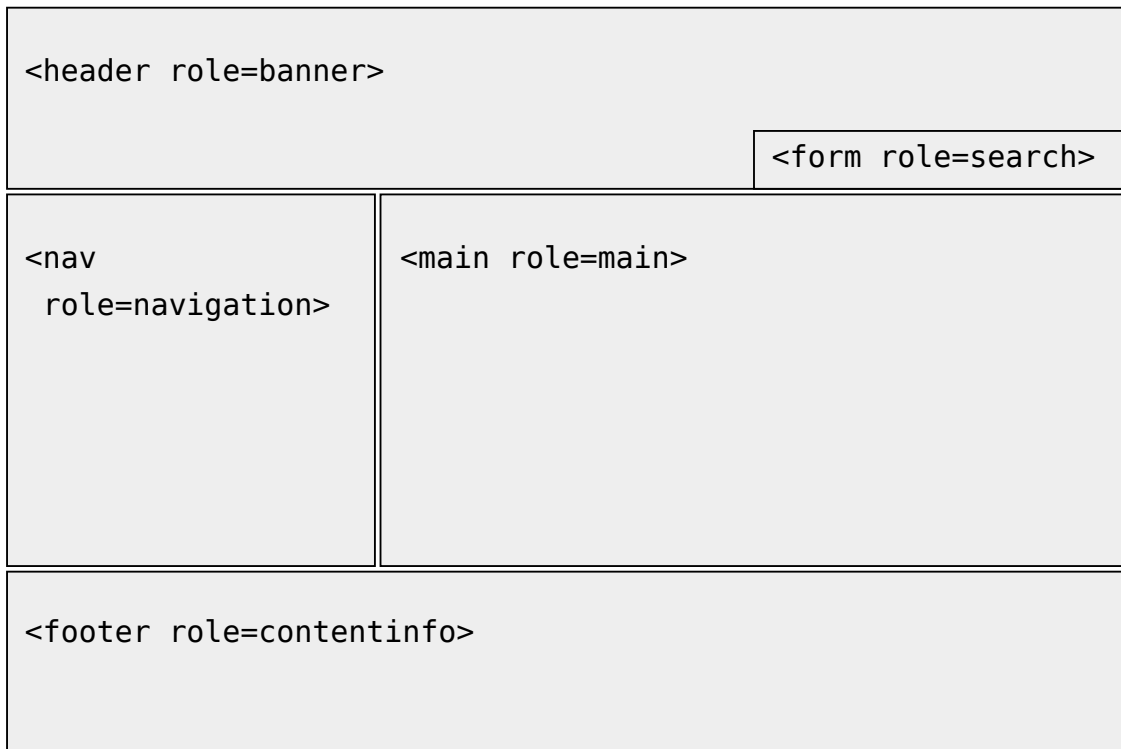 <header role=banner>
<form role=search>
<nav
role=navigation>
<main role=main>
<footer role=contentinfo>